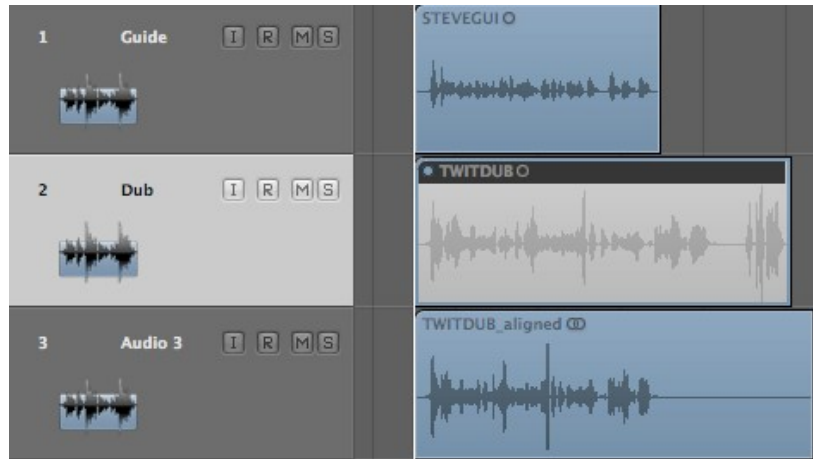 1 Guide I R M S STEVEGUI
2 Dub I R M S TWITDUB
3 Audio 3 I R M S TWITDUB_aligned